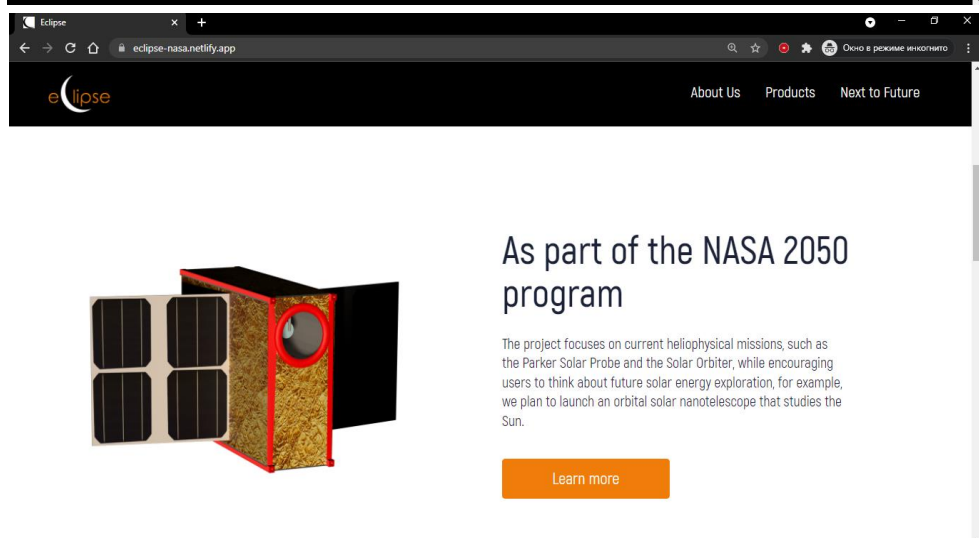 Eclipse
eclipse-nasa.netlify.app
Окно в режиме инкогнито
eclipse
About Us Products Next to Future
As part of the NASA 2050
program
The project focuses on current heliophysical missions, such as
the Parker Solar Probe and the Solar Orbiter, while encouraging
users to think about future solar energy exploration, for example,
we plan to launch an orbital solar nanotelescope that studies the
Sun.
Learn more